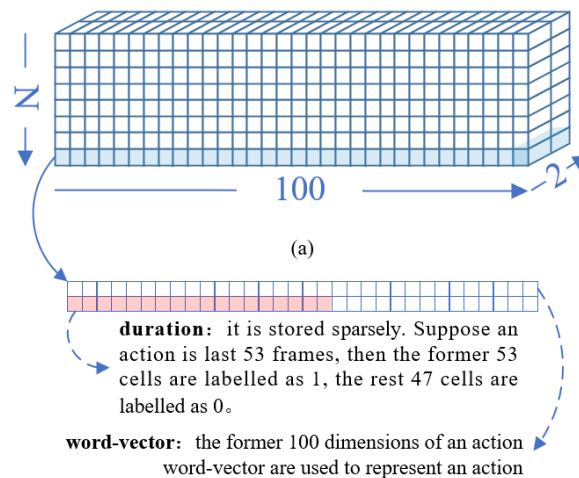 N
100
2
(a)
duration: it is stored sparsely. Suppose an
action is last 53 frames, then the former 53
cells are labelled as 1, the rest 47 cells are
labelled as 0。
word-vector: the former 100 dimensions of an action
word-vector are used to represent an action